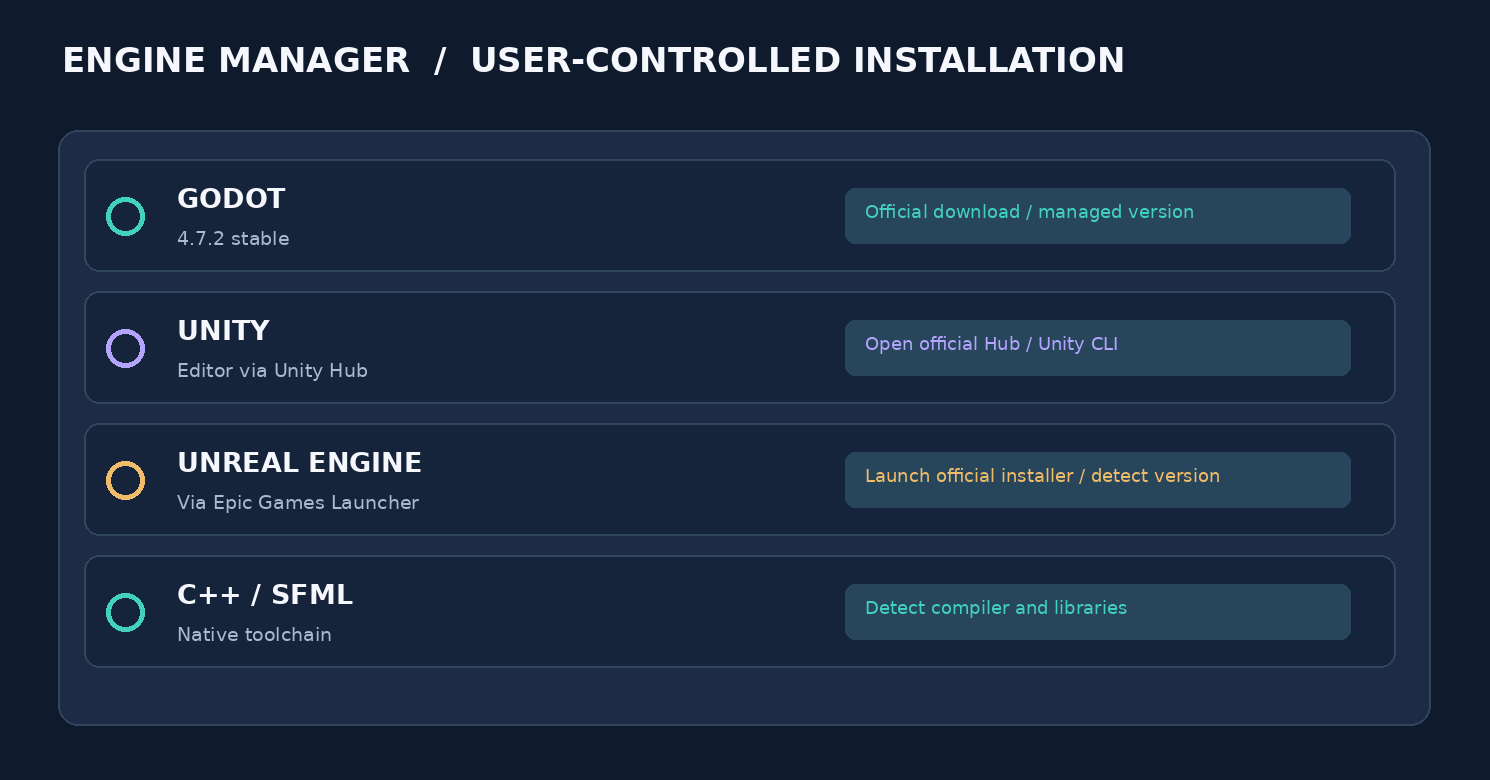 ENGINE MANAGER / USER-CONTROLLED INSTALLATION
GODOT
4.7.2 stable
Official download / managed version
UNITY
Editor via Unity Hub
Open official Hub / Unity CLI
UNREAL ENGINE
Via Epic Games Launcher
Launch official installer / detect version
C++ / SFML
Native toolchain
Detect compiler and libraries